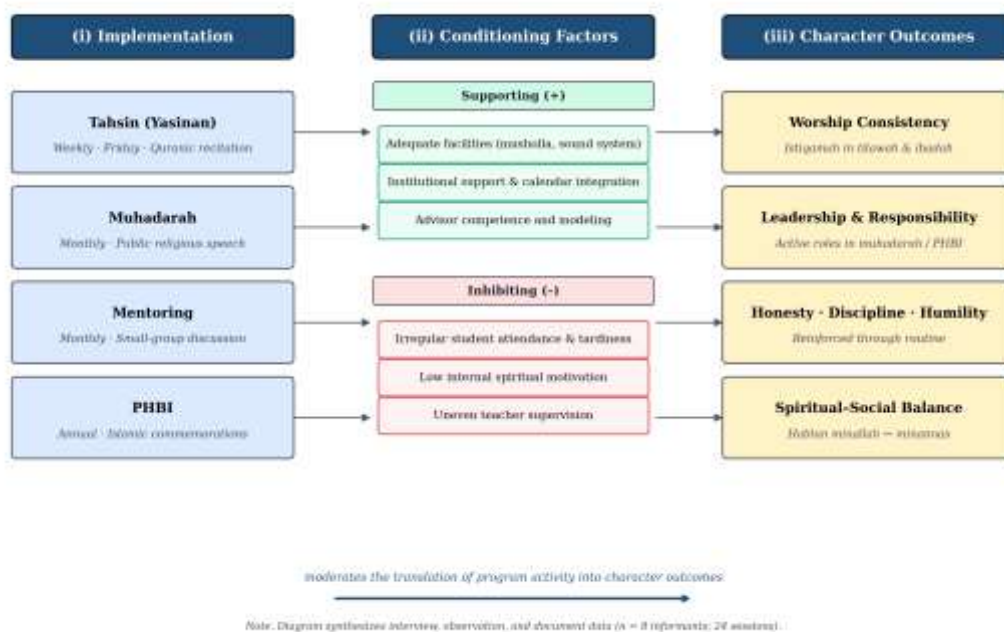 (i) Implementation
(ii) Conditioning Factors
(iii) Character Outcomes
Tahsin (Yasinan)
Weekly · Friday · Quranic recitation
Muhadarah
Monthly · Public religious speech
Mentoring
Monthly · Small-group discussion
PHBI
Annual · Islamic commemorations
Supporting (+)
Adequate facilities (musholla, sound system)
Institutional support & calendar integration
Advisor competence and modeling
Inhibiting (–)
Irregular student attendance & tardiness
Low internal spiritual motivation
Uneven teacher supervision
Worship Consistency
Istiqamah in tilawah & ibadah
Leadership & Responsibility
Active roles in muhadarah / PHBI
Honesty · Discipline · Humility
Reinforced through routine
Spiritual–Social Balance
Hablun minallah — minannas
moderates the translation of program activity into character outcomes
Note. Diagram synthesizes interview, observation, and document data (n = 8 informants; 24 sessions).